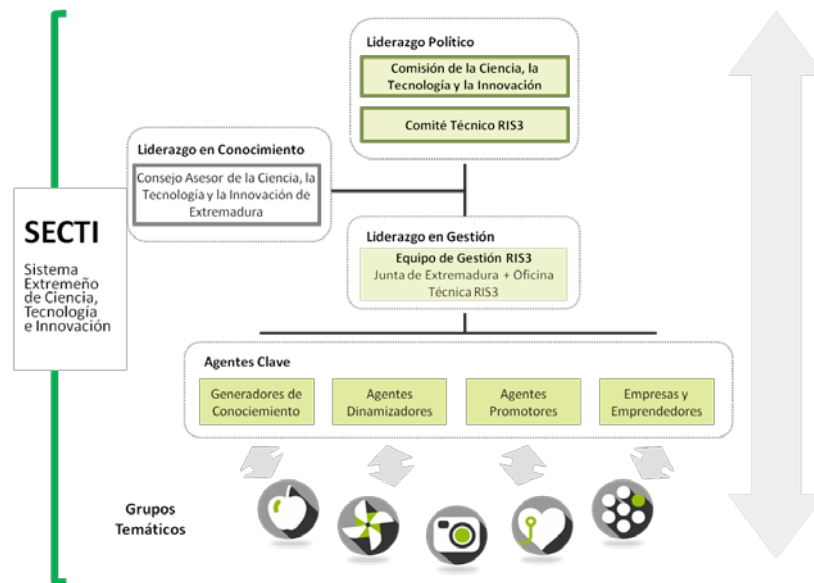 Liderazgo Político
Comisión de la Ciencia, la
Tecnología y la Innovación
Comité Técnico RIS3
Liderazgo en Conocimiento
Consejo Asesor de la Ciencia, la
Tecnología y la Innovación de
Extremadura
SECTI
Sistema
Extremeño
de Ciencia,
Tecnología
e Innovación
Liderazgo en Gestión
Equipo de Gestión RIS3
Junta de Extremadura + Oficina
Técnica RIS3
Agentes Clave
Generadores de
Conociemiento
Agentes
Dinamizadores
Agentes
Promotores
Empresas y
Emprendedores
Grupos
Temáticos